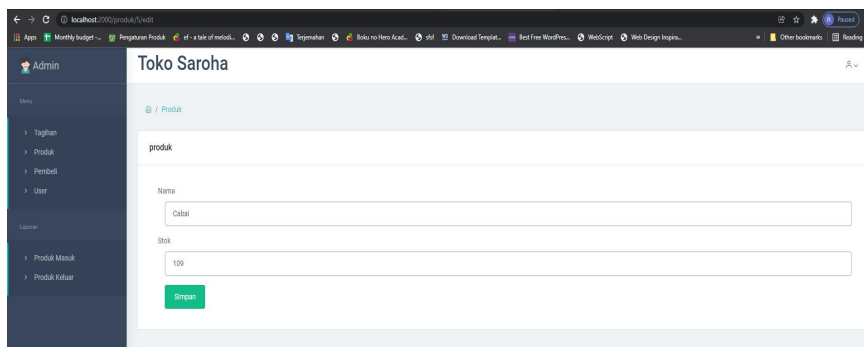 localhost:2000/produk/5/edit
R Paused
Apps Monthly budget -... Pengaturan Produk ef - a tale of melodi... Terjemahan Boku no Hero Acad... sfsf Download Templat... Best Free WordPres... WebScript Web Design Inspira... » Other bookmarks Reading
Admin
Toko Saroha
Menu
/ Produk
> Tagihan
> Produk
> Pembeli
> User
produk
Nama
Cabai
Stok
109
Simpan
Laporan
> Produk Masuk
> Produk Keluar